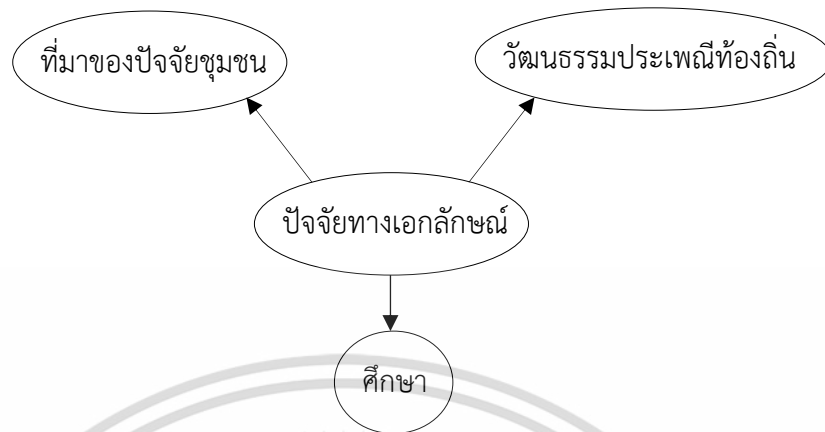 ที่มาของปัจจัยชุมชน
วัฒนธรรมประเพณีท้องถิ่น
ปัจจัยทางเอกลักษณ์
ศึกษา